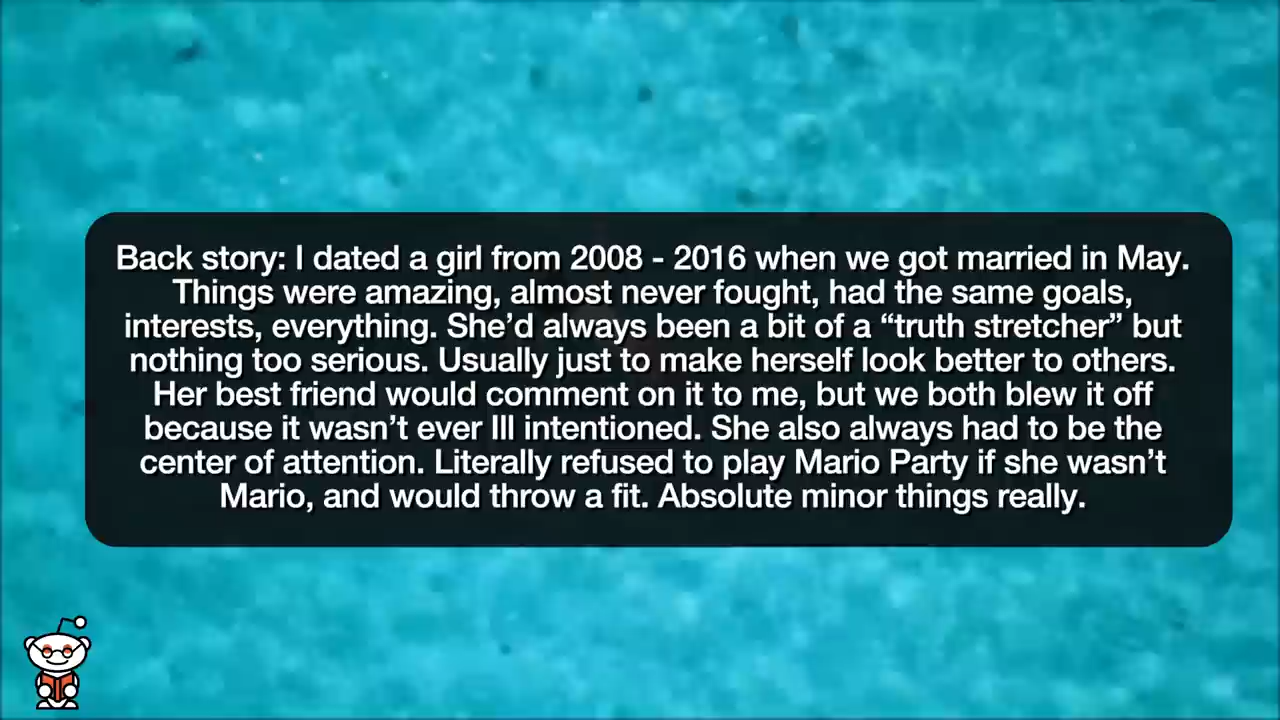 Back story: I dated a girl from 2008 - 2016 when we got married in May.
Things were amazing, almost never fought, had the same goals,
interests, everything. She’d always been a bit of a “truth stretcher” but
nothing too serious. Usually just to make herself look better to others.
Her best friend would comment on it to me, but we both blew it off
because it wasn’t ever Ill intentioned. She also always had to be the
center of attention. Literally refused to play Mario Party if she wasn’t
Mario, and would throw a fit. Absolute minor things really.